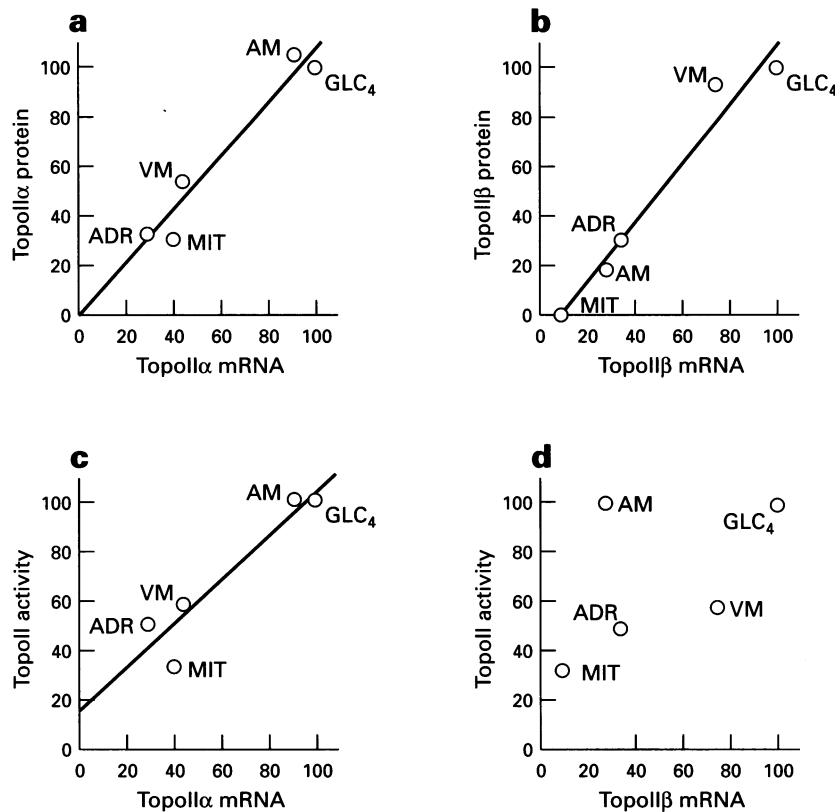 a
TopoIIα protein
100
80
60
40
20
0
AM
GLC4
VM
ADR
MIT
0 20 40 60 80 100
TopoIIα mRNA
b
TopoIIβ protein
100
80
60
40
20
0
VM
GLC4
ADR
AM
MIT
0 20 40 60 80 100
TopoIIβ mRNA
c
TopoII activity
100
80
60
40
20
0
AM
GLC4
VM
ADR
MIT
0 20 40 60 80 100
TopoIIα mRNA
d
TopoII activity
100
80
60
40
20
0
AM
GLC4
ADR
VM
MIT
0 20 40 60 80 100
TopoIIβ mRNA